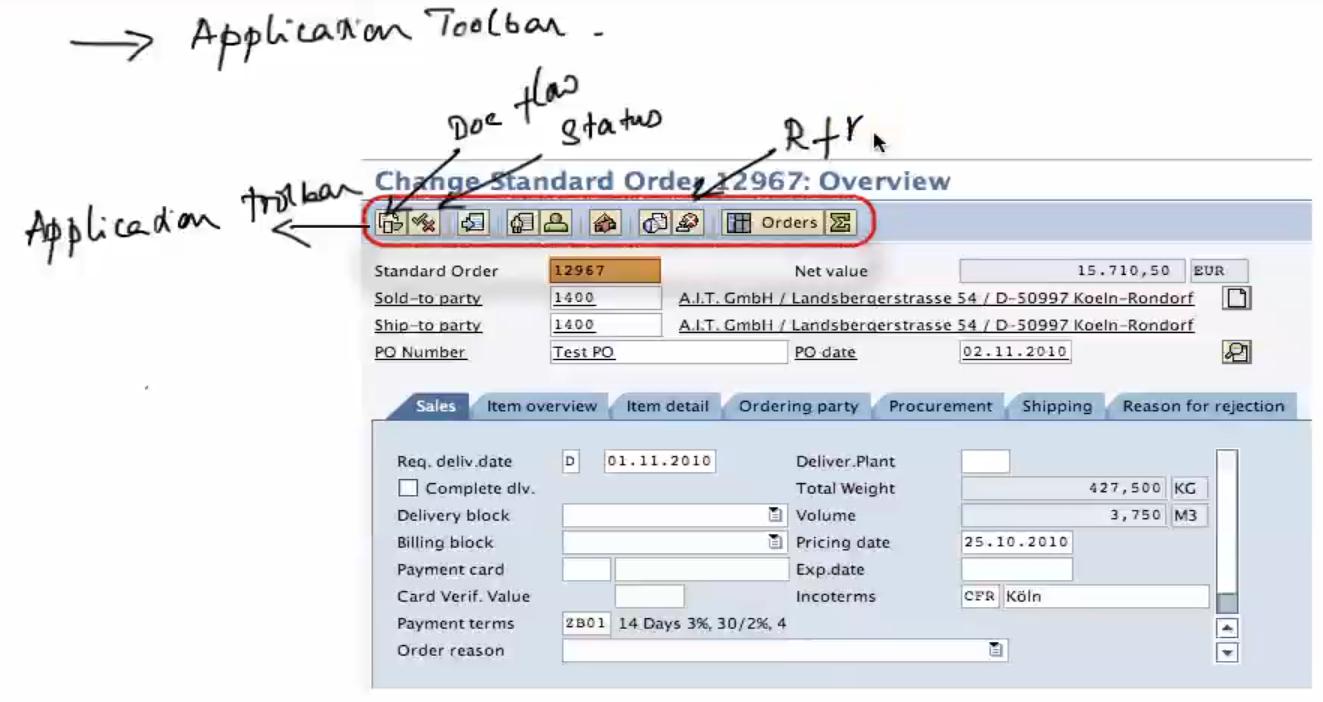 → Application Toolbar -
Doc flow
Status
Rfr
Application toolbar
Change Standard Order 12967: Overview
Orders
Standard Order 12967 Net value 15.710,50 EUR
Sold-to party 1400 A.I.T. GmbH / Landsbergerstrasse 54 / D-50997 Koeln-Rondorf
Ship-to party 1400 A.I.T. GmbH / Landsbergerstrasse 54 / D-50997 Koeln-Rondorf
PO Number Test PO PO date 02.11.2010
Sales Item overview Item detail Ordering party Procurement Shipping Reason for rejection
Req. deliv.date D 01.11.2010 Deliver.Plant
Complete dlv. Total Weight 427,500 KG
Delivery block Volume 3,750 M3
Billing block Pricing date 25.10.2010
Payment card Exp.date
Card Verif. Value Incoterms CFR Köln
Payment terms ZB01 14 Days 3%, 30/2%, 4
Order reason